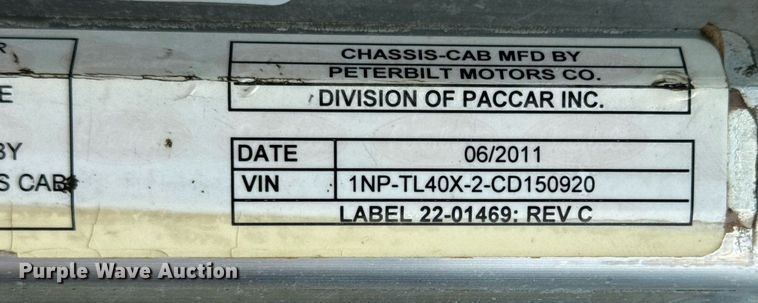 R
CHASSIS-CAB MFD BY
PETERBILT MOTORS CO.
DIVISION OF PACCAR INC.
E
BY
S CAB
DATE 06/2011
VIN 1NP-TL40X-2-CD150920
LABEL 22-01469: REV C
Purple Wave Auction